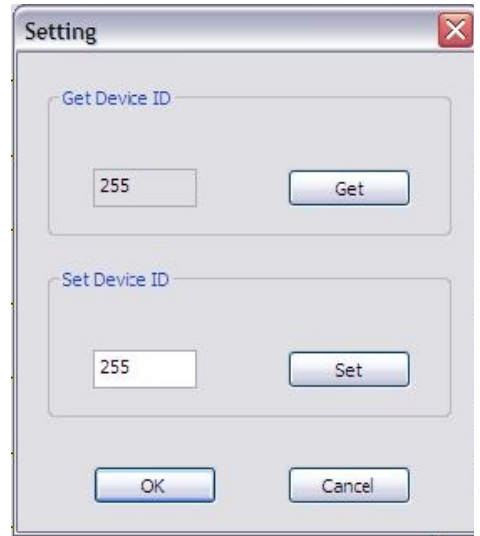 Setting
Get Device ID
255 Get
Set Device ID
255 Set
OK Cancel